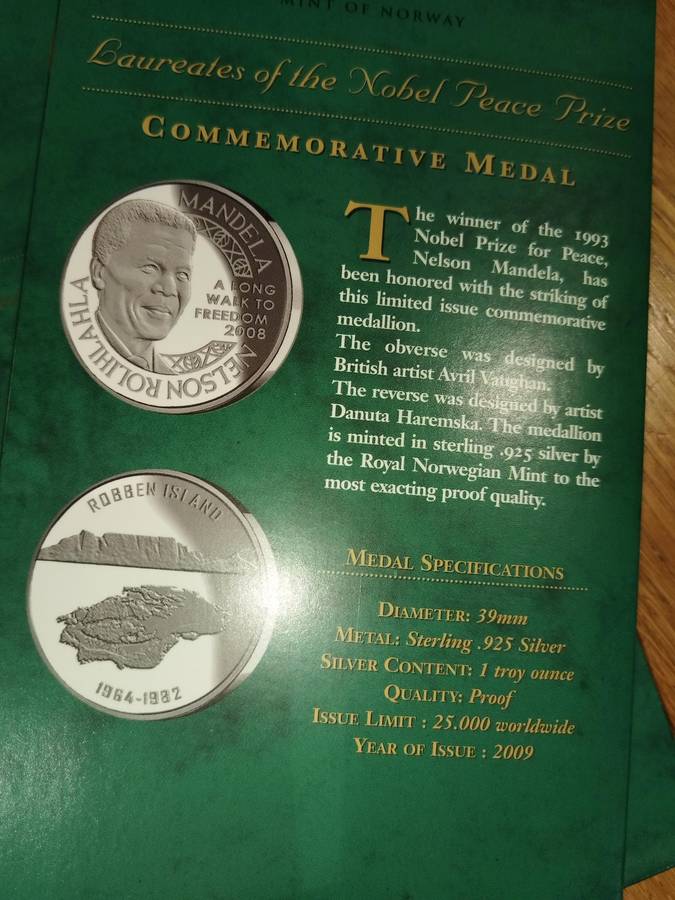 MINT OF NORWAY
Laureates of the Nobel Peace Prize
COMMEMORATIVE MEDAL
MANDELA
A LONG
WALK TO
FREEDOM
2008
NELSON ROLIHLAHLA
The winner of the 1993
Nobel Prize for Peace,
Nelson Mandela, has
been honored with the striking of
this limited issue commemorative
medallion.
The obverse was designed by
British artist Avril Vaughan.
The reverse was designed by artist
Danuta Haremska. The medallion
is minted in sterling .925 silver by
the Royal Norwegian Mint to the
most exacting proof quality.
ROBBEN ISLAND
1964-1982
MEDAL SPECIFICATIONS
DIAMETER: 39mm
METAL: Sterling .925 Silver
SILVER CONTENT: 1 troy ounce
QUALITY: Proof
ISSUE LIMIT : 25.000 worldwide
YEAR OF ISSUE : 2009